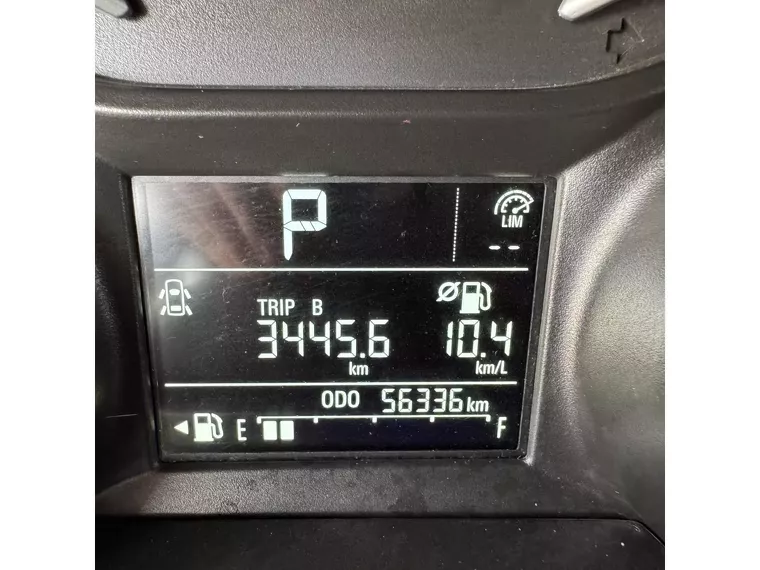 P
LIM
--
TRIP B
3445.6 km
10.4 km/L
ODO 56336 km
E F